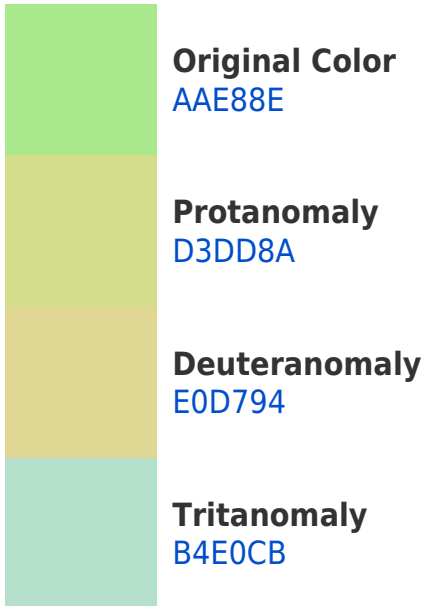 Original Color
AAE88E
Protanomaly
D3DD8A
Deuteranomaly
E0D794
Tritanomaly
B4E0CB